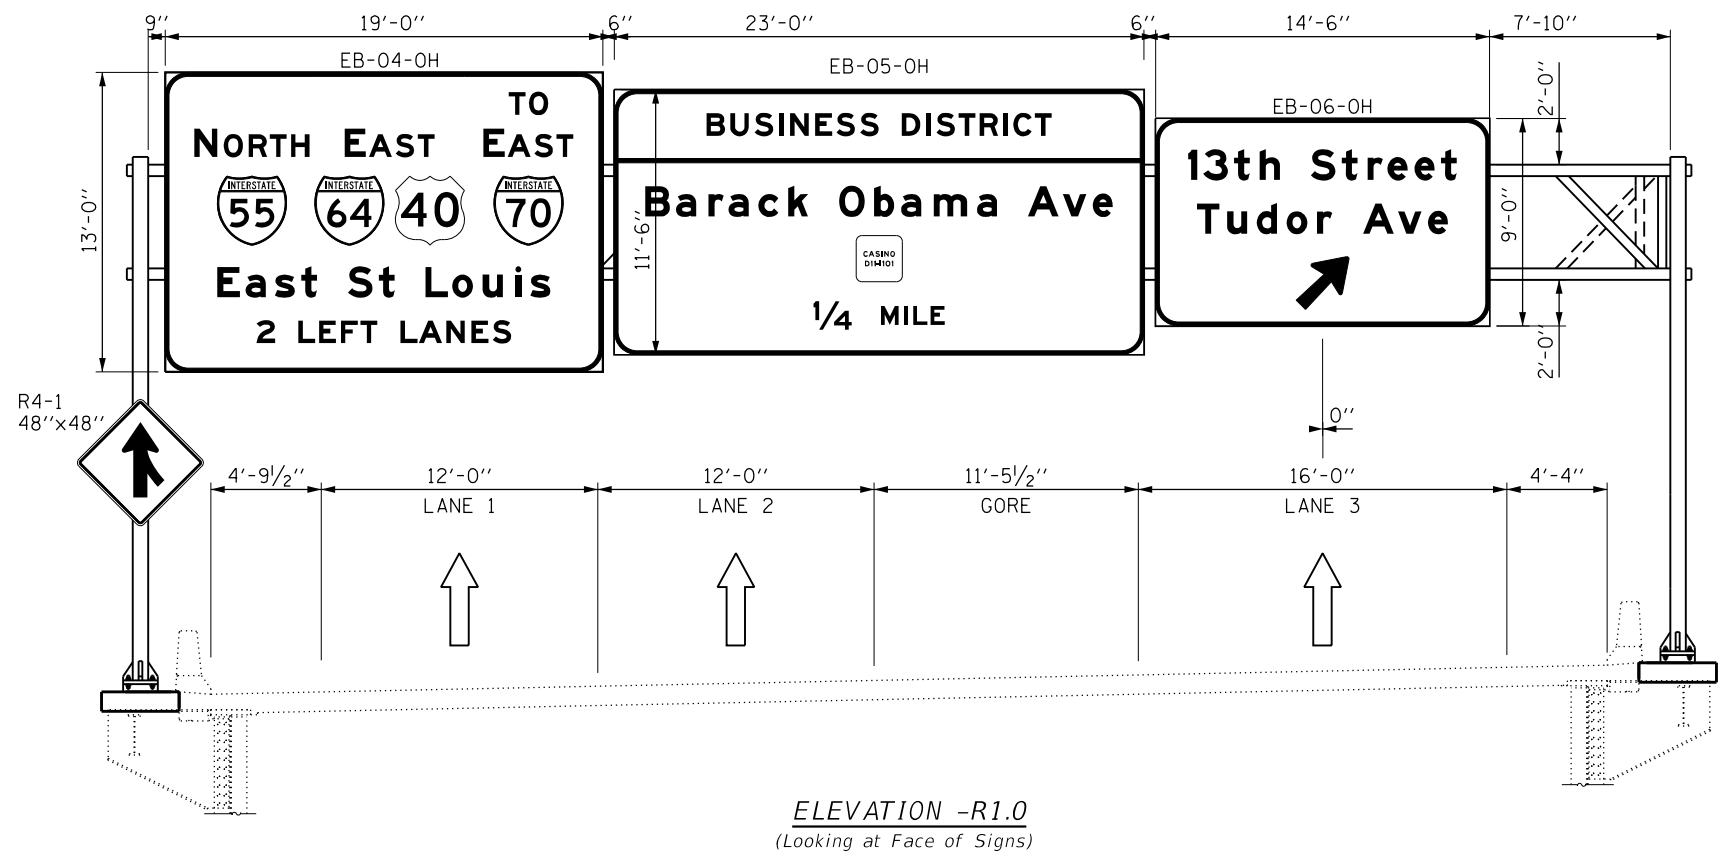 9'' 19'-0'' 6'' 23'-0'' 6'' 14'-6'' 7'-10''
EB-04-OH
EB-05-OH
EB-06-OH
2'-0''
13'-0''
TO
NORTH EAST EAST
INTERSTATE 55
INTERSTATE 64
40
INTERSTATE 70
East St Louis
2 LEFT LANES
11'-6''
BUSINESS DISTRICT
Barack Obama Ave
CASINO
1/4 MILE
13th Street
Tudor Ave
9'-0''
2'-0''
R4-1
48''x48''
0''
4'-9 1/2'' 12'-0'' 12'-0'' 11'-5 1/2'' 16'-0'' 4'-4''
LANE 1 LANE 2 GORE LANE 3
ELEVATION -R1.0
(Looking at Face of Signs)